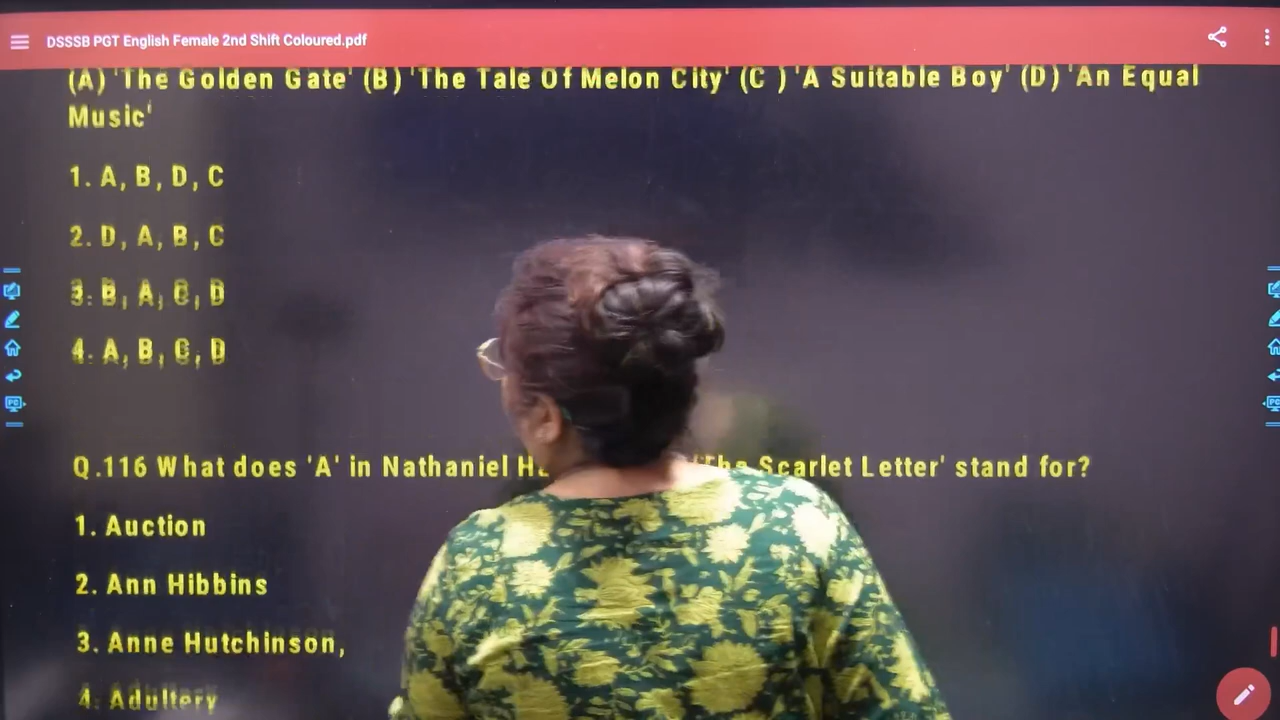 DSSSB PGT English Female 2nd Shift Coloured.pdf
(A) 'The Golden Gate' (B) 'The Tale Of Melon City' (C ) 'A Suitable Boy' (D) 'An Equal
Music'
1. A, B, D, C
2. D, A, B, C
3. B, A, C, D
4. A, B, C, D
Q.116 What does 'A' in Nathaniel 'The Scarlet Letter' stand for?
1. Auction
2. Ann Hibbins
3. Anne Hutchinson,
4. Adultery